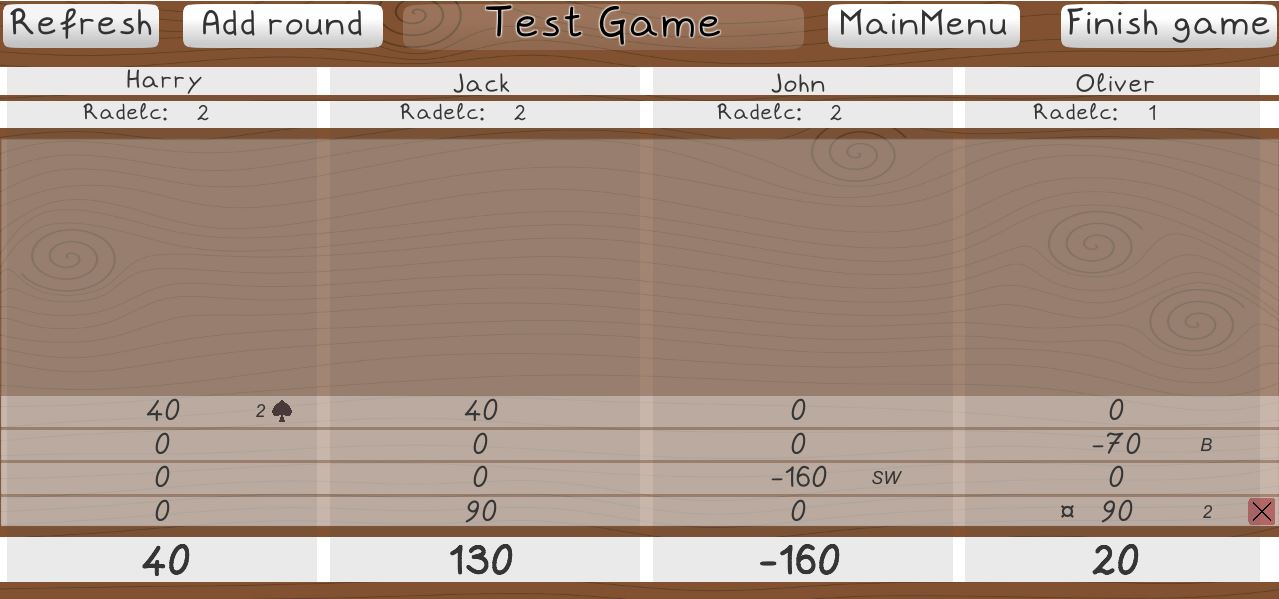 Refresh Add round Test Game MainMenu Finish game
Harry Jack John Oliver
Radelc: 2 Radelc: 2 Radelc: 2 Radelc: 1
40 2♠ 40 0 0
0 0 0 -70 B
0 0 -160 SW 0
0 90 0 ¤ 90 2
40 130 -160 20